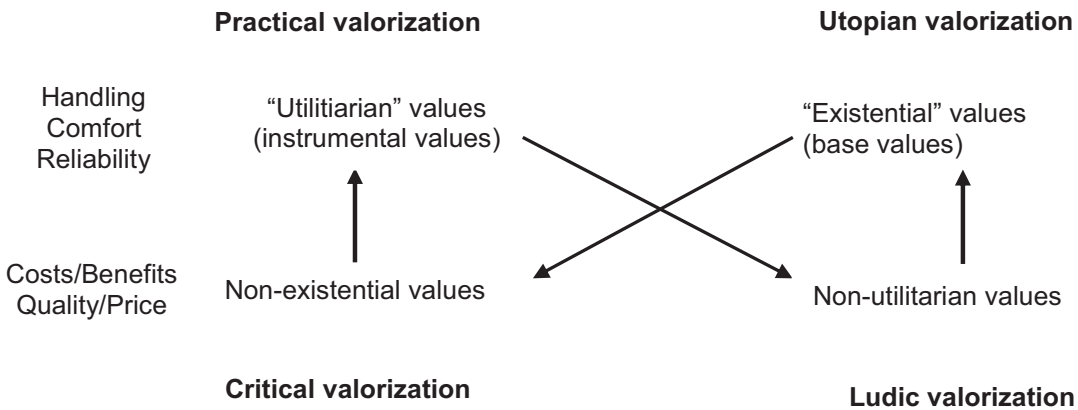 Practical valorization
Utopian valorization
Handling
Comfort
Reliability
“Utilitiarian” values
(instrumental values)
“Existential” values
(base values)
Costs/Benefits
Quality/Price
Non-existential values
Non-utilitarian values
Critical valorization
Ludic valorization